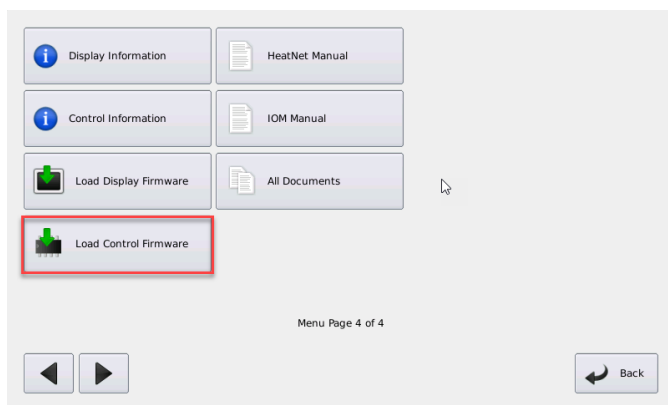 Display Information
HeatNet Manual
Control Information
IOM Manual
Load Display Firmware
All Documents
Load Control Firmware
Menu Page 4 of 4
Back